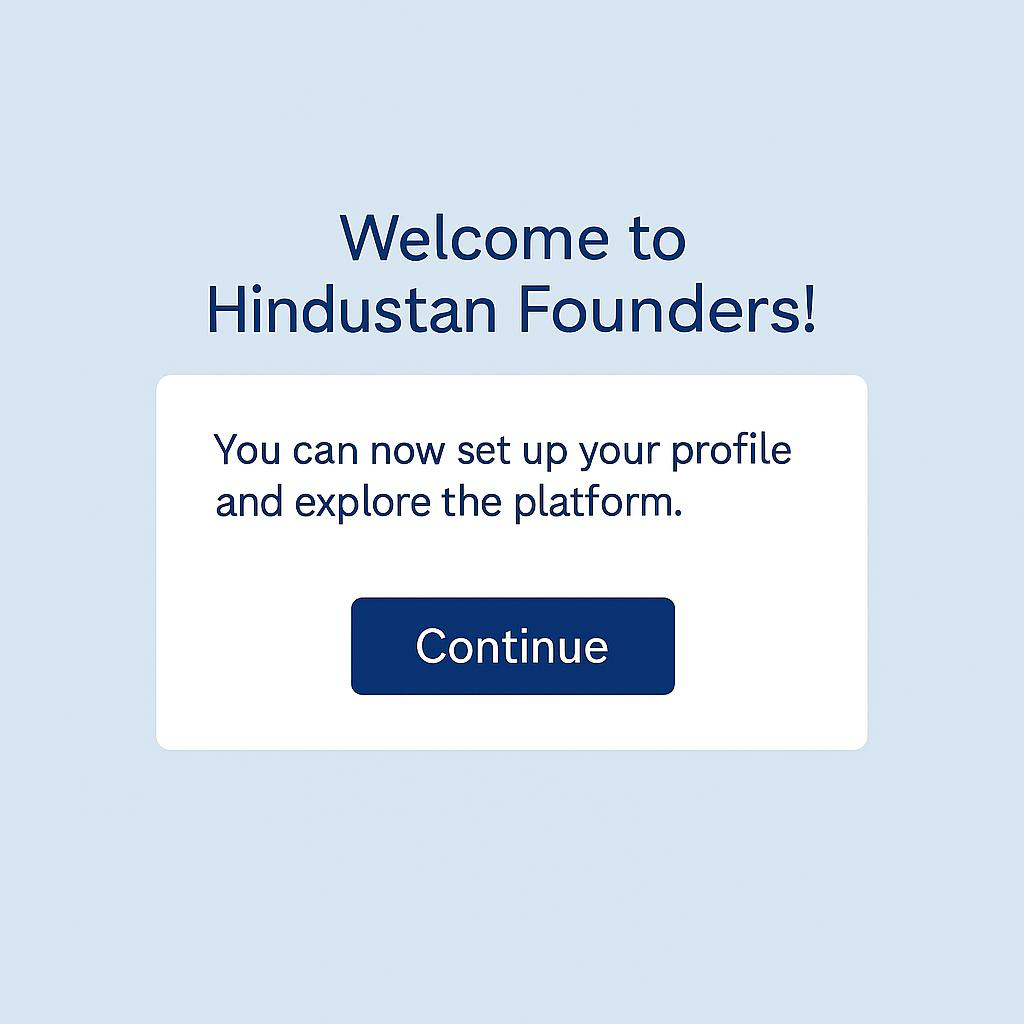 Welcome to
Hindustan Founders!
You can now set up your profile
and explore the platform.
Continue